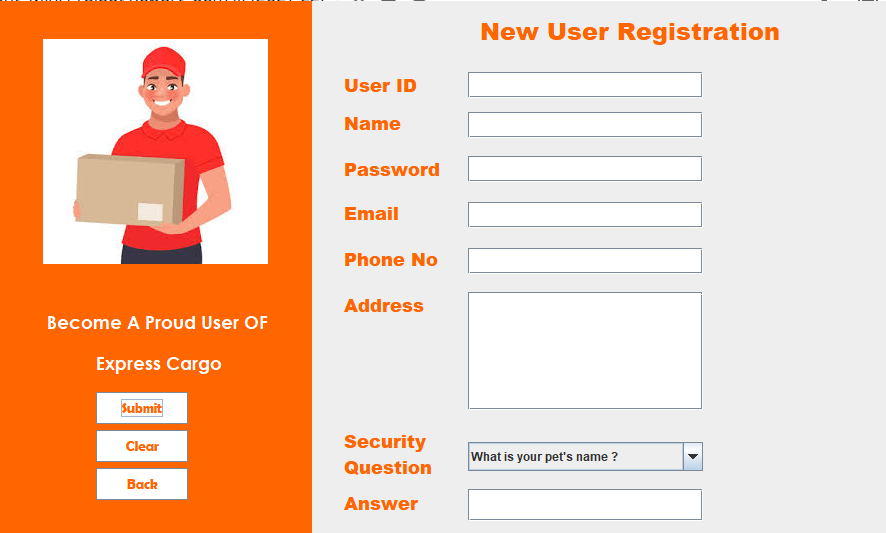 New User Registration
User ID
Name
Password
Email
Phone No
Address
Security
Question
What is your pet's name ?
Answer
Become A Proud User OF
Express Cargo
Submit
Clear
Back